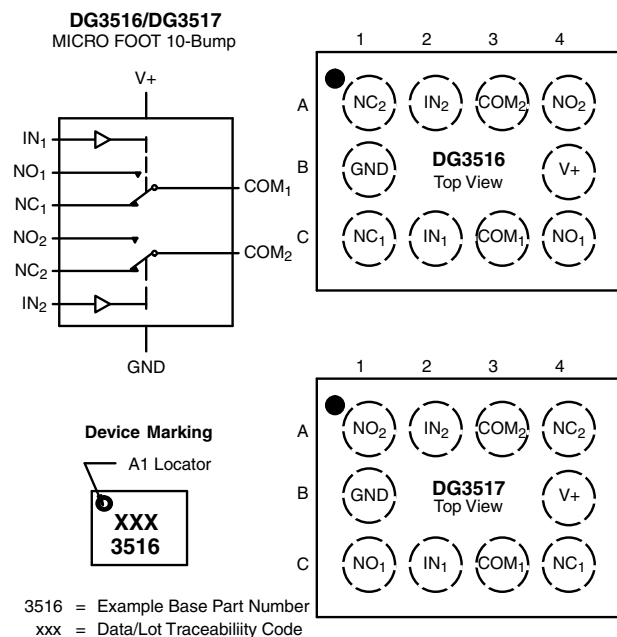 DG3516/DG3517
MICRO FOOT 10-Bump
V+
IN1
NO1
NC1
NO2
NC2
IN2
COM1
COM2
GND
1 2 3 4
A NC2 IN2 COM2 NO2
B GND DG3516 V+
Top View
C NC1 IN1 COM1 NO1
1 2 3 4
A NO2 IN2 COM2 NC2
B GND DG3517 V+
Top View
C NO1 IN1 COM1 NC1
Device Marking
A1 Locator
XXX
3516
3516 = Example Base Part Number
xxx = Data/Lot Traceabiliity Code